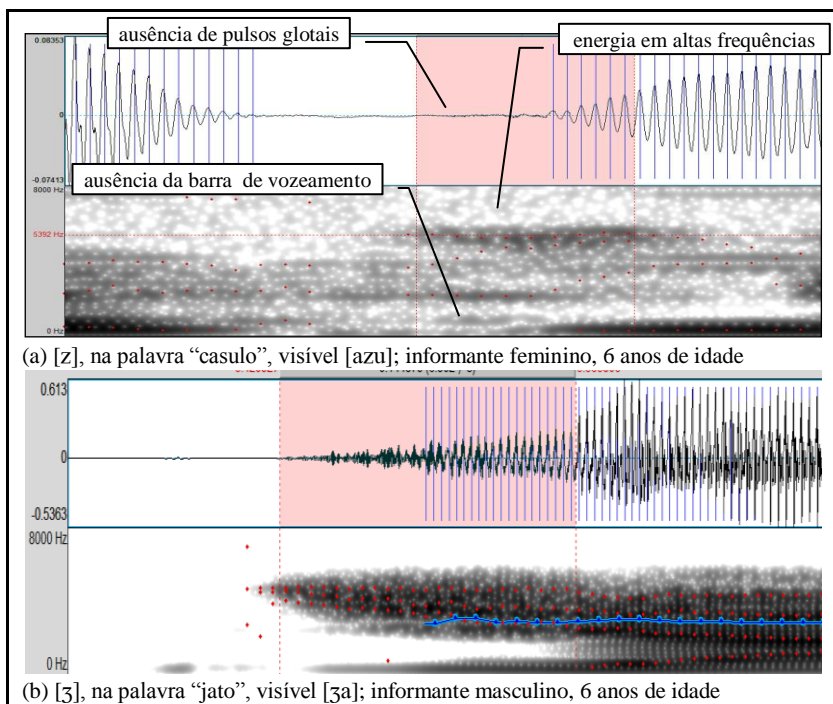 ausência de pulsos glotais
energia em altas frequências
0.08353
0
ausência da barra de vozeamento
-0.07413
8000 Hz
5392 Hz
0 Hz
(a) [z], na palavra “casulo”, visível [azu]; informante feminino, 6 anos de idade
0.613
0
-0.5363
8000 Hz
0 Hz
(b) [ʒ], na palavra “jato”, visível [ʒa]; informante masculino, 6 anos de idade